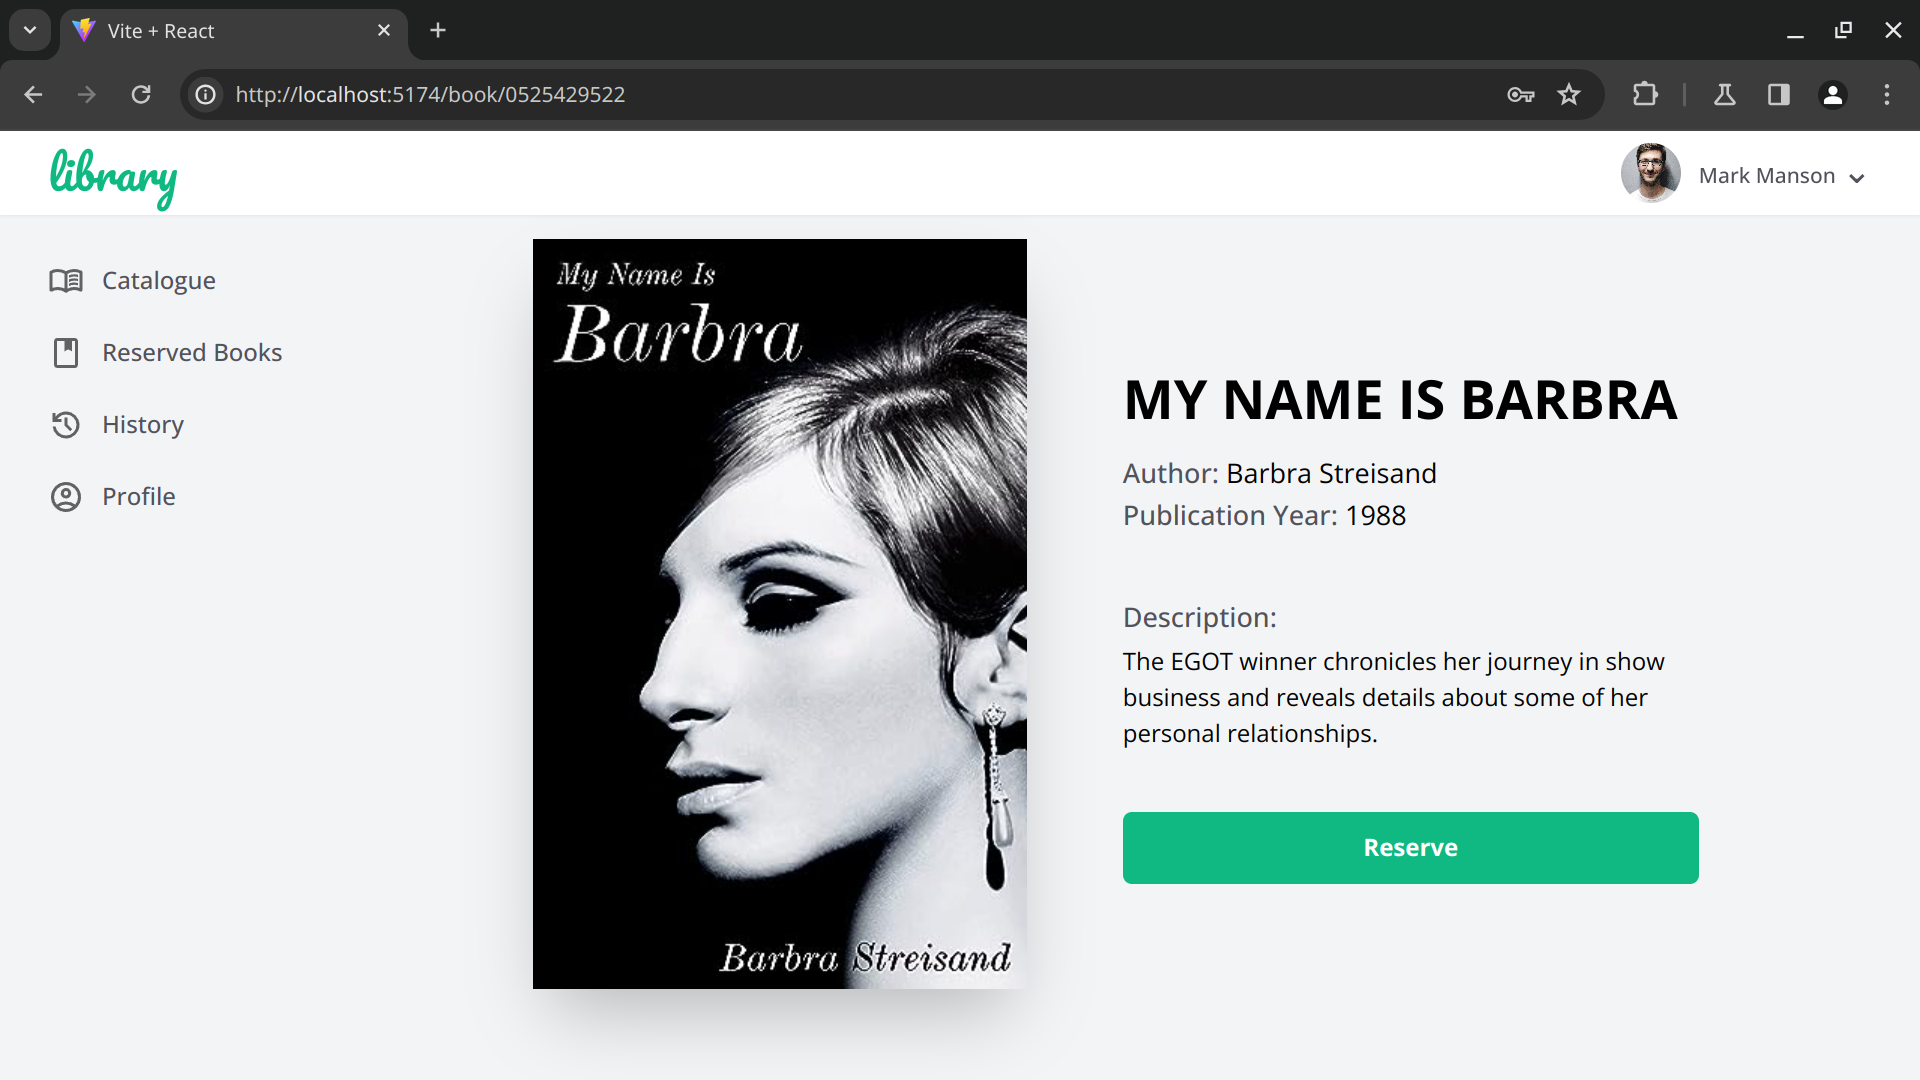 Vite + React
http://localhost:5174/book/0525429522
library
Mark Manson
Catalogue
Reserved Books
History
Profile
My Name Is
Barbra
Barbra Streisand
MY NAME IS BARBRA
Author: Barbra Streisand
Publication Year: 1988
Description:
The EGOT winner chronicles her journey in show
business and reveals details about some of her
personal relationships.
Reserve